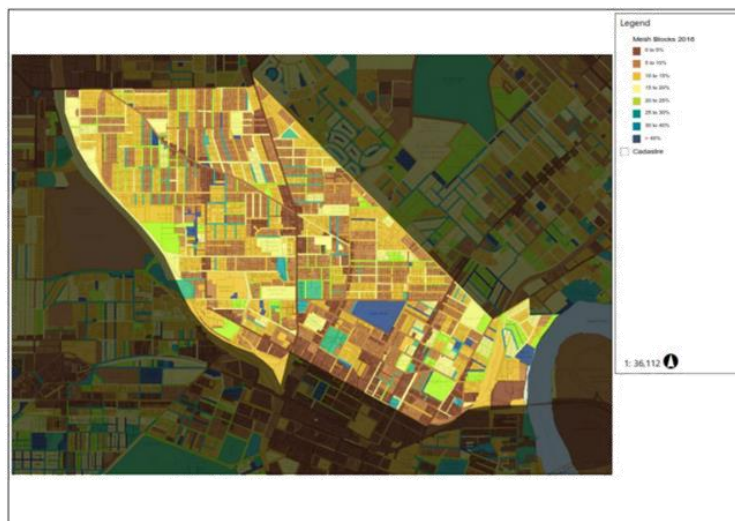 Legend
Mesh Blocks 2016
0 to 5%
5 to 10%
10 to 15%
15 to 20%
20 to 25%
25 to 30%
30 to 40%
> 40%
Cadastre
1: 36,112